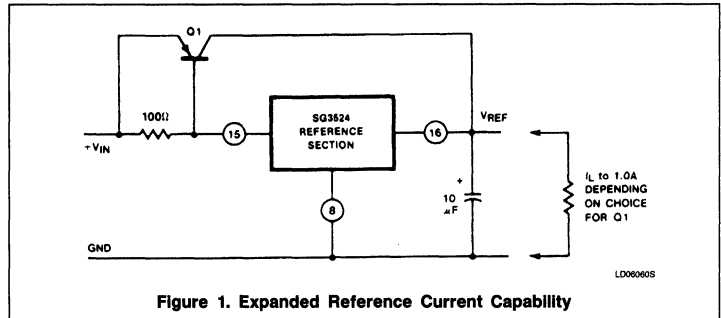 Q1
100Ω
+VIN
15
SG3524
REFERENCE
SECTION
16
VREF
8
+
10
μF
IL to 1.0A
DEPENDING
ON CHOICE
FOR Q1
GND
LD06060S
Figure 1. Expanded Reference Current Capability